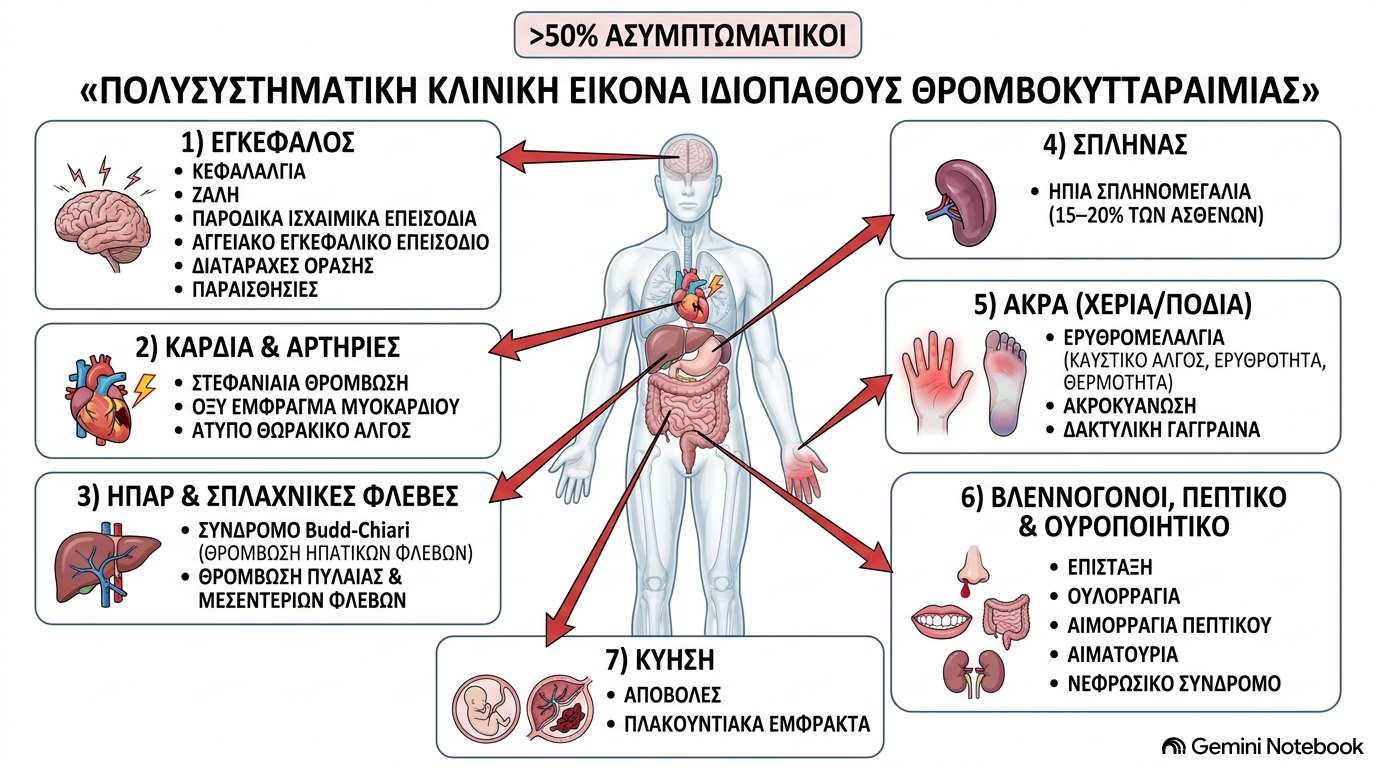 >50% ΑΣΥΜΠΤΩΜΑΤΙΚΟΙ
«ΠΟΛΥΣΥΣΤΗΜΑΤΙΚΗ ΚΛΙΝΙΚΗ ΕΙΚΟΝΑ ΙΔΙΟΠΑΘΟΥΣ ΘΡΟΜΒΟΚΥΤΤΑΡΑΙΜΙΑΣ»
1) ΕΓΚΕΦΑΛΟΣ
• ΚΕΦΑΛΑΛΓΙΑ
• ΖΑΛΗ
• ΠΑΡΟΔΙΚΑ ΙΣΧΑΙΜΙΚΑ ΕΠΕΙΣΟΔΙΑ
• ΑΓΓΕΙΑΚΟ ΕΓΚΕΦΑΛΙΚΟ ΕΠΕΙΣΟΔΙΟ
• ΔΙΑΤΑΡΑΧΕΣ ΟΡΑΣΗΣ
• ΠΑΡΑΙΣΘΗΣΙΕΣ
2) ΚΑΡΔΙΑ & ΑΡΤΗΡΙΕΣ
• ΣΤΕΦΑΝΙΑΙΑ ΘΡΟΜΒΩΣΗ
• ΟΞΥ ΕΜΦΡΑΓΜΑ ΜΥΟΚΑΡΔΙΟΥ
• ΑΤΥΠΟ ΘΩΡΑΚΙΚΟ ΑΛΓΟΣ
3) ΗΠΑΡ & ΣΠΛΑΧΝΙΚΕΣ ΦΛΕΒΕΣ
• ΣΥΝΔΡΟΜΟ Budd-Chiari
(ΘΡΟΜΒΩΣΗ ΗΠΑΤΙΚΩΝ ΦΛΕΒΩΝ)
• ΘΡΟΜΒΩΣΗ ΠΥΛΑΙΑΣ &
ΜΕΣΕΝΤΕΡΙΩΝ ΦΛΕΒΩΝ
4) ΣΠΛΗΝΑΣ
• ΗΠΙΑ ΣΠΛΗΝΟΜΕΓΑΛΙΑ
(15–20% ΤΩΝ ΑΣΘΕΝΩΝ)
5) ΑΚΡΑ (ΧΕΡΙΑ/ΠΟΔΙΑ)
• ΕΡΥΘΡΟΜΕΛΑΛΓΙΑ
(ΚΑΥΣΤΙΚΟ ΑΛΓΟΣ, ΕΡΥΘΡΟΤΗΤΑ,
ΘΕΡΜΟΤΗΤΑ)
• ΑΚΡΟΚΥΑΝΩΣΗ
• ΔΑΚΤΥΛΙΚΗ ΓΑΓΓΡΑΙΝΑ
6) ΒΛΕΝΝΟΓΟΝΟΙ, ΠΕΠΤΙΚΟ
& ΟΥΡΟΠΟΙΗΤΙΚΟ
• ΕΠΙΣΤΑΞΗ
• ΟΥΛΟΡΡΑΓΙΑ
• ΑΙΜΟΡΡΑΓΙΑ ΠΕΠΤΙΚΟΥ
• ΑΙΜΑΤΟΥΡΙΑ
• ΝΕΦΡΩΣΙΚΟ ΣΥΝΔΡΟΜΟ
7) ΚΥΗΣΗ
• ΑΠΟΒΟΛΕΣ
• ΠΛΑΚΟΥΝΤΙΑΚΑ ΕΜΦΡΑΚΤΑ
Gemini Notebook